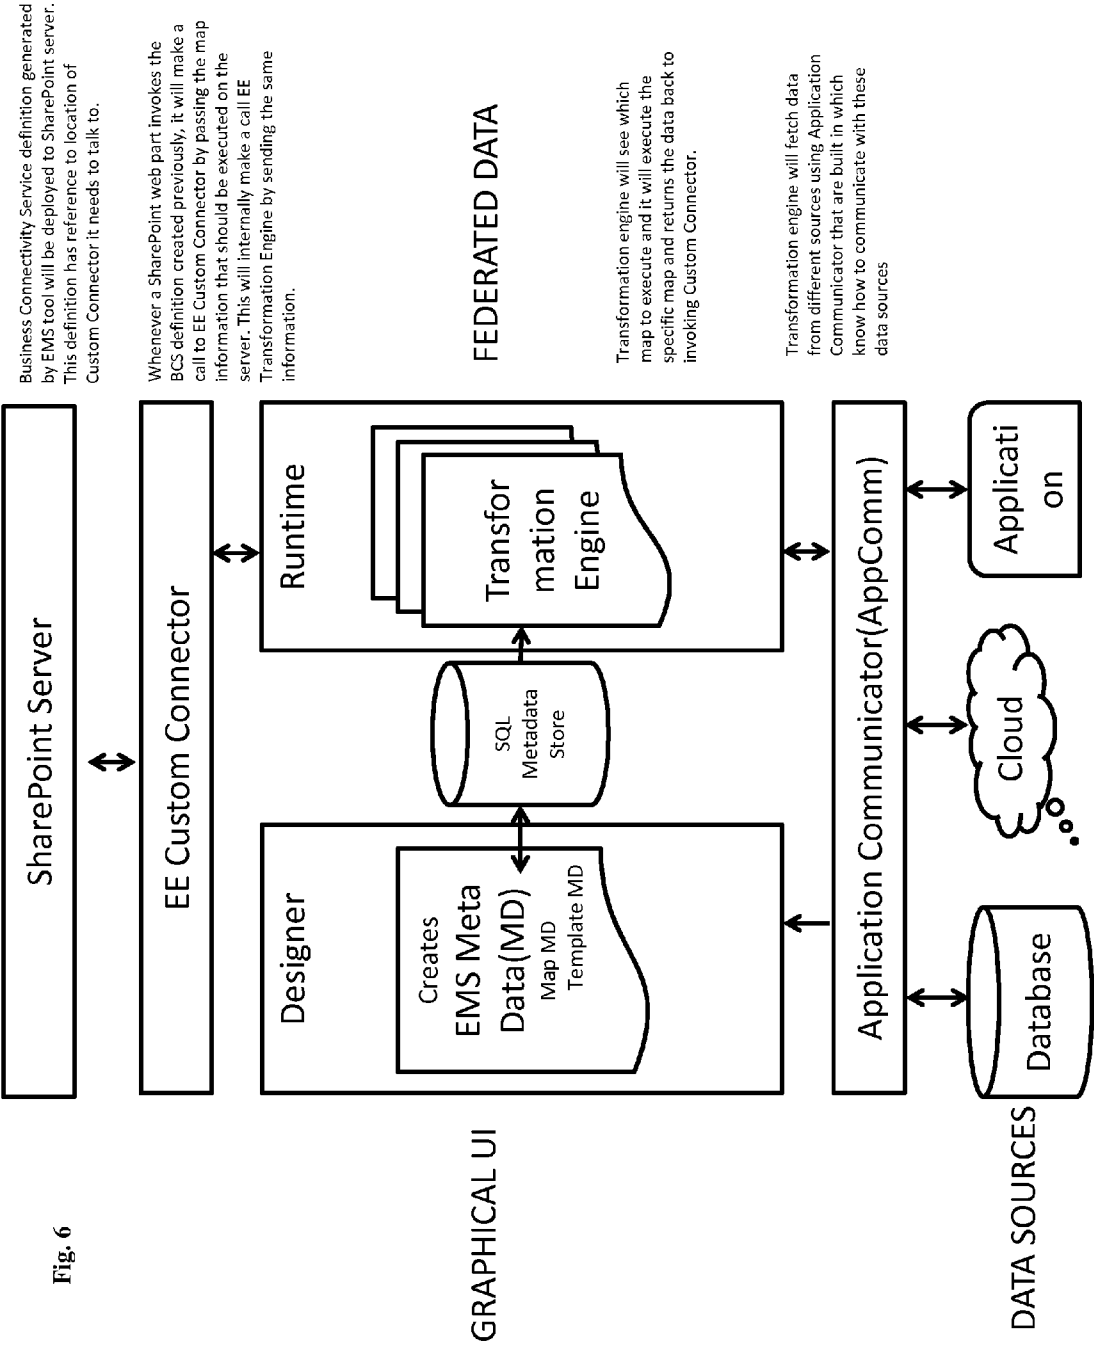 Fig. 6
SharePoint Server
Business Connectivity Service definition generated
by EMS tool will be deployed to SharePoint server.
This definition has reference to location of
Custom Connector it needs to talk to.
EE Custom Connector
Whenever a SharePoint web part invokes the
BCS definition created previously, it will make a
call to EE Custom Connector by passing the map
information that should be executed on the
server. This will internally make a call EE
Transformation Engine by sending the same
information.
GRAPHICAL UI
Designer
Creates
EMS Meta
Data(MD)
Map MD
Template MD
SQL
Metadata
Store
Runtime
Transfor
mation
Engine
FEDERATED DATA
Transformation engine will see which
map to execute and it will execute the
specific map and returns the data back to
invoking Custom Connector.
Application Communicator(AppComm)
Transformation engine will fetch data
from different sources using Application
Communicator that are built in which
know how to communicate with these
data sources
DATA SOURCES
Database
Cloud
Applicati
on